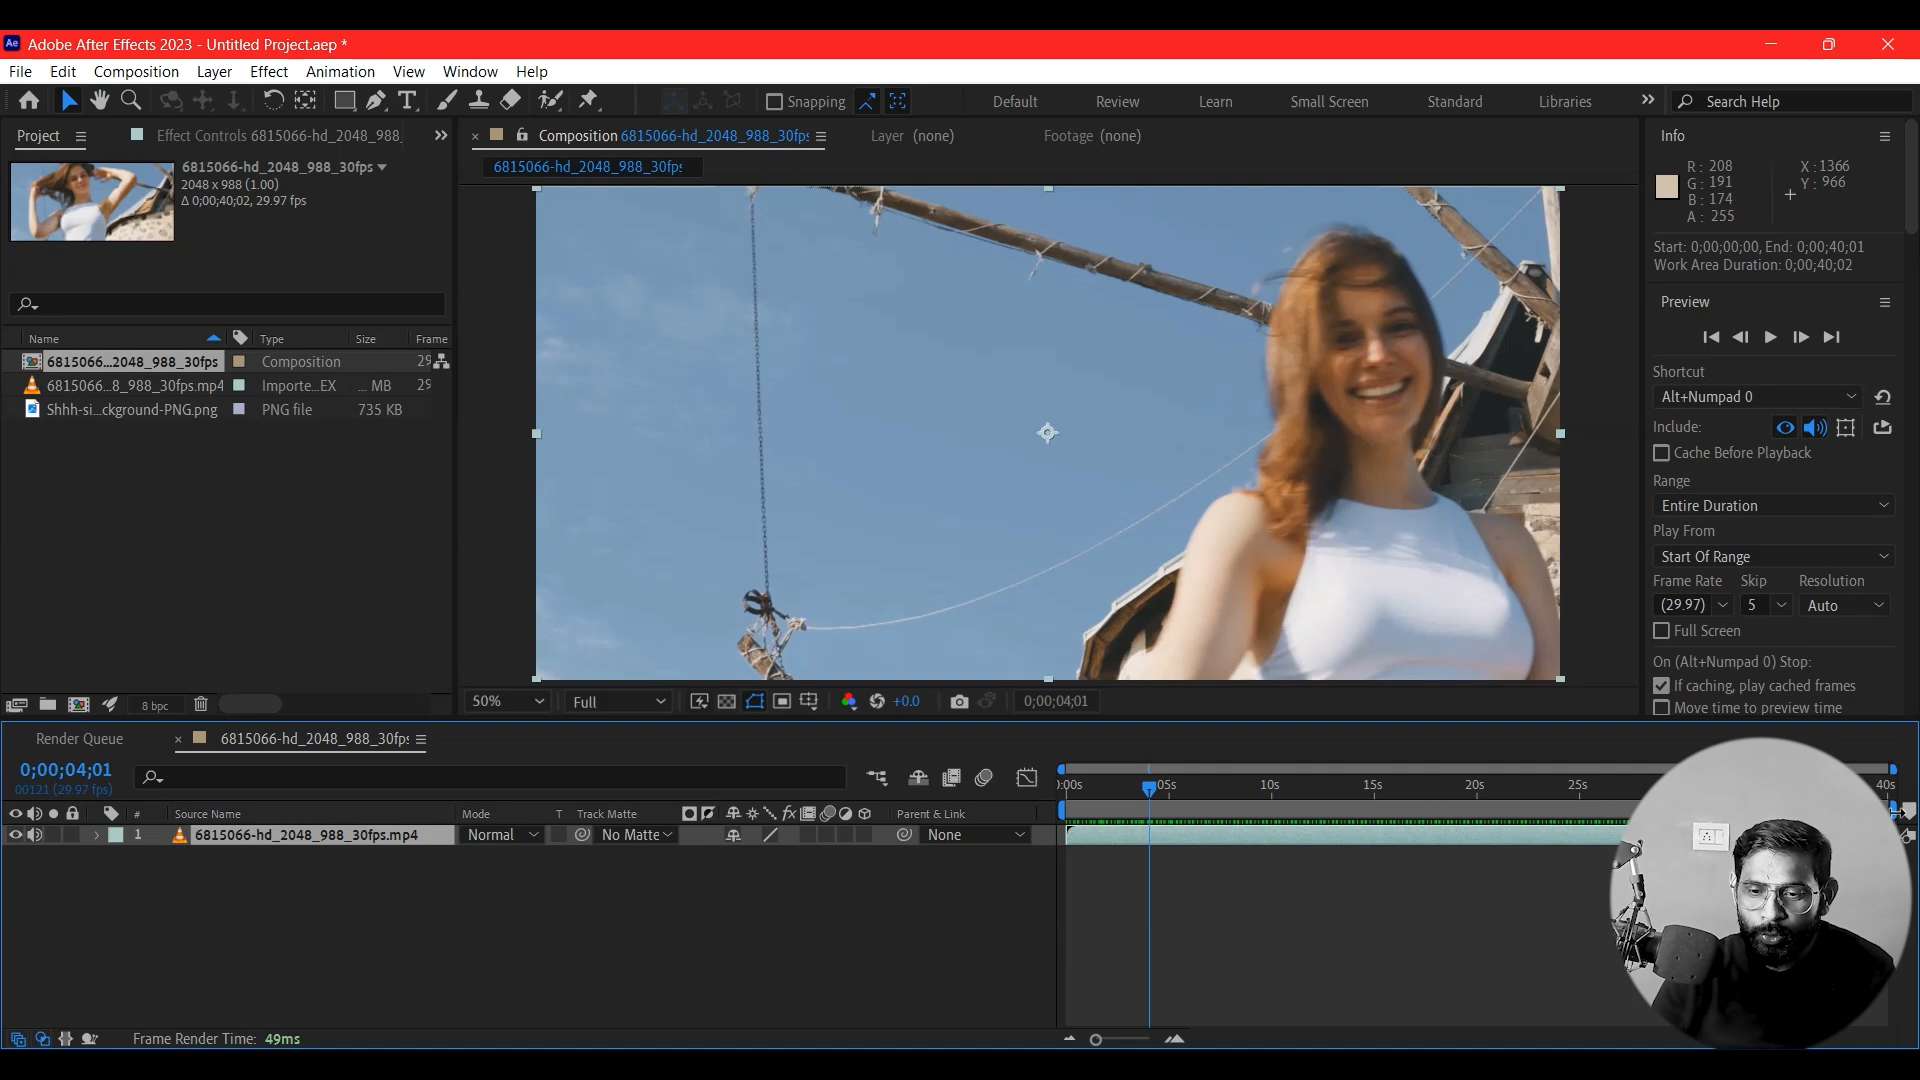 Ae Adobe After Effects 2023 - Untitled Project.aep *
File Edit Composition Layer Effect Animation View Window Help
Snapping Default Review Learn Small Screen Standard Libraries Search Help
Project Effect Controls 6815066-hd_2048_988_
Composition 6815066-hd_2048_988_30fps Layer (none) Footage (none)
Info
6815066-hd_2048_988_30fps
6815066-hd_2048_988_30fps
2048 x 988 (1.00)
Δ 0;00;40;02, 29.97 fps
R: 208
G: 191
B: 174
A: 255
X: 1366
Y: 966
Start: 0;00;00;00, End: 0;00;40;01
Work Area Duration: 0;00;40;02
Preview
Name Type Size Frame
6815066...2048_988_30fps Composition 29
6815066...8_988_30fps.mp4 Importe...EX ... MB 29
Shhh-si...ckground-PNG.png PNG file 735 KB
Shortcut
Alt+Numpad 0
Include:
Cache Before Playback
Range
Entire Duration
Play From
Start Of Range
Frame Rate Skip Resolution
(29.97) 5 Auto
Full Screen
On (Alt+Numpad 0) Stop:
If caching, play cached frames
Move time to preview time
8 bpc
50% Full +0.0 0;00;04;01
Render Queue 6815066-hd_2048_988_30fps
0;00;04;01
00121 (29.97 fps)
):00s 05s 10s 15s 20s 25s 40s
# Source Name Mode T Track Matte fx Parent & Link
1 6815066-hd_2048_988_30fps.mp4 Normal No Matte None
Frame Render Time: 49ms